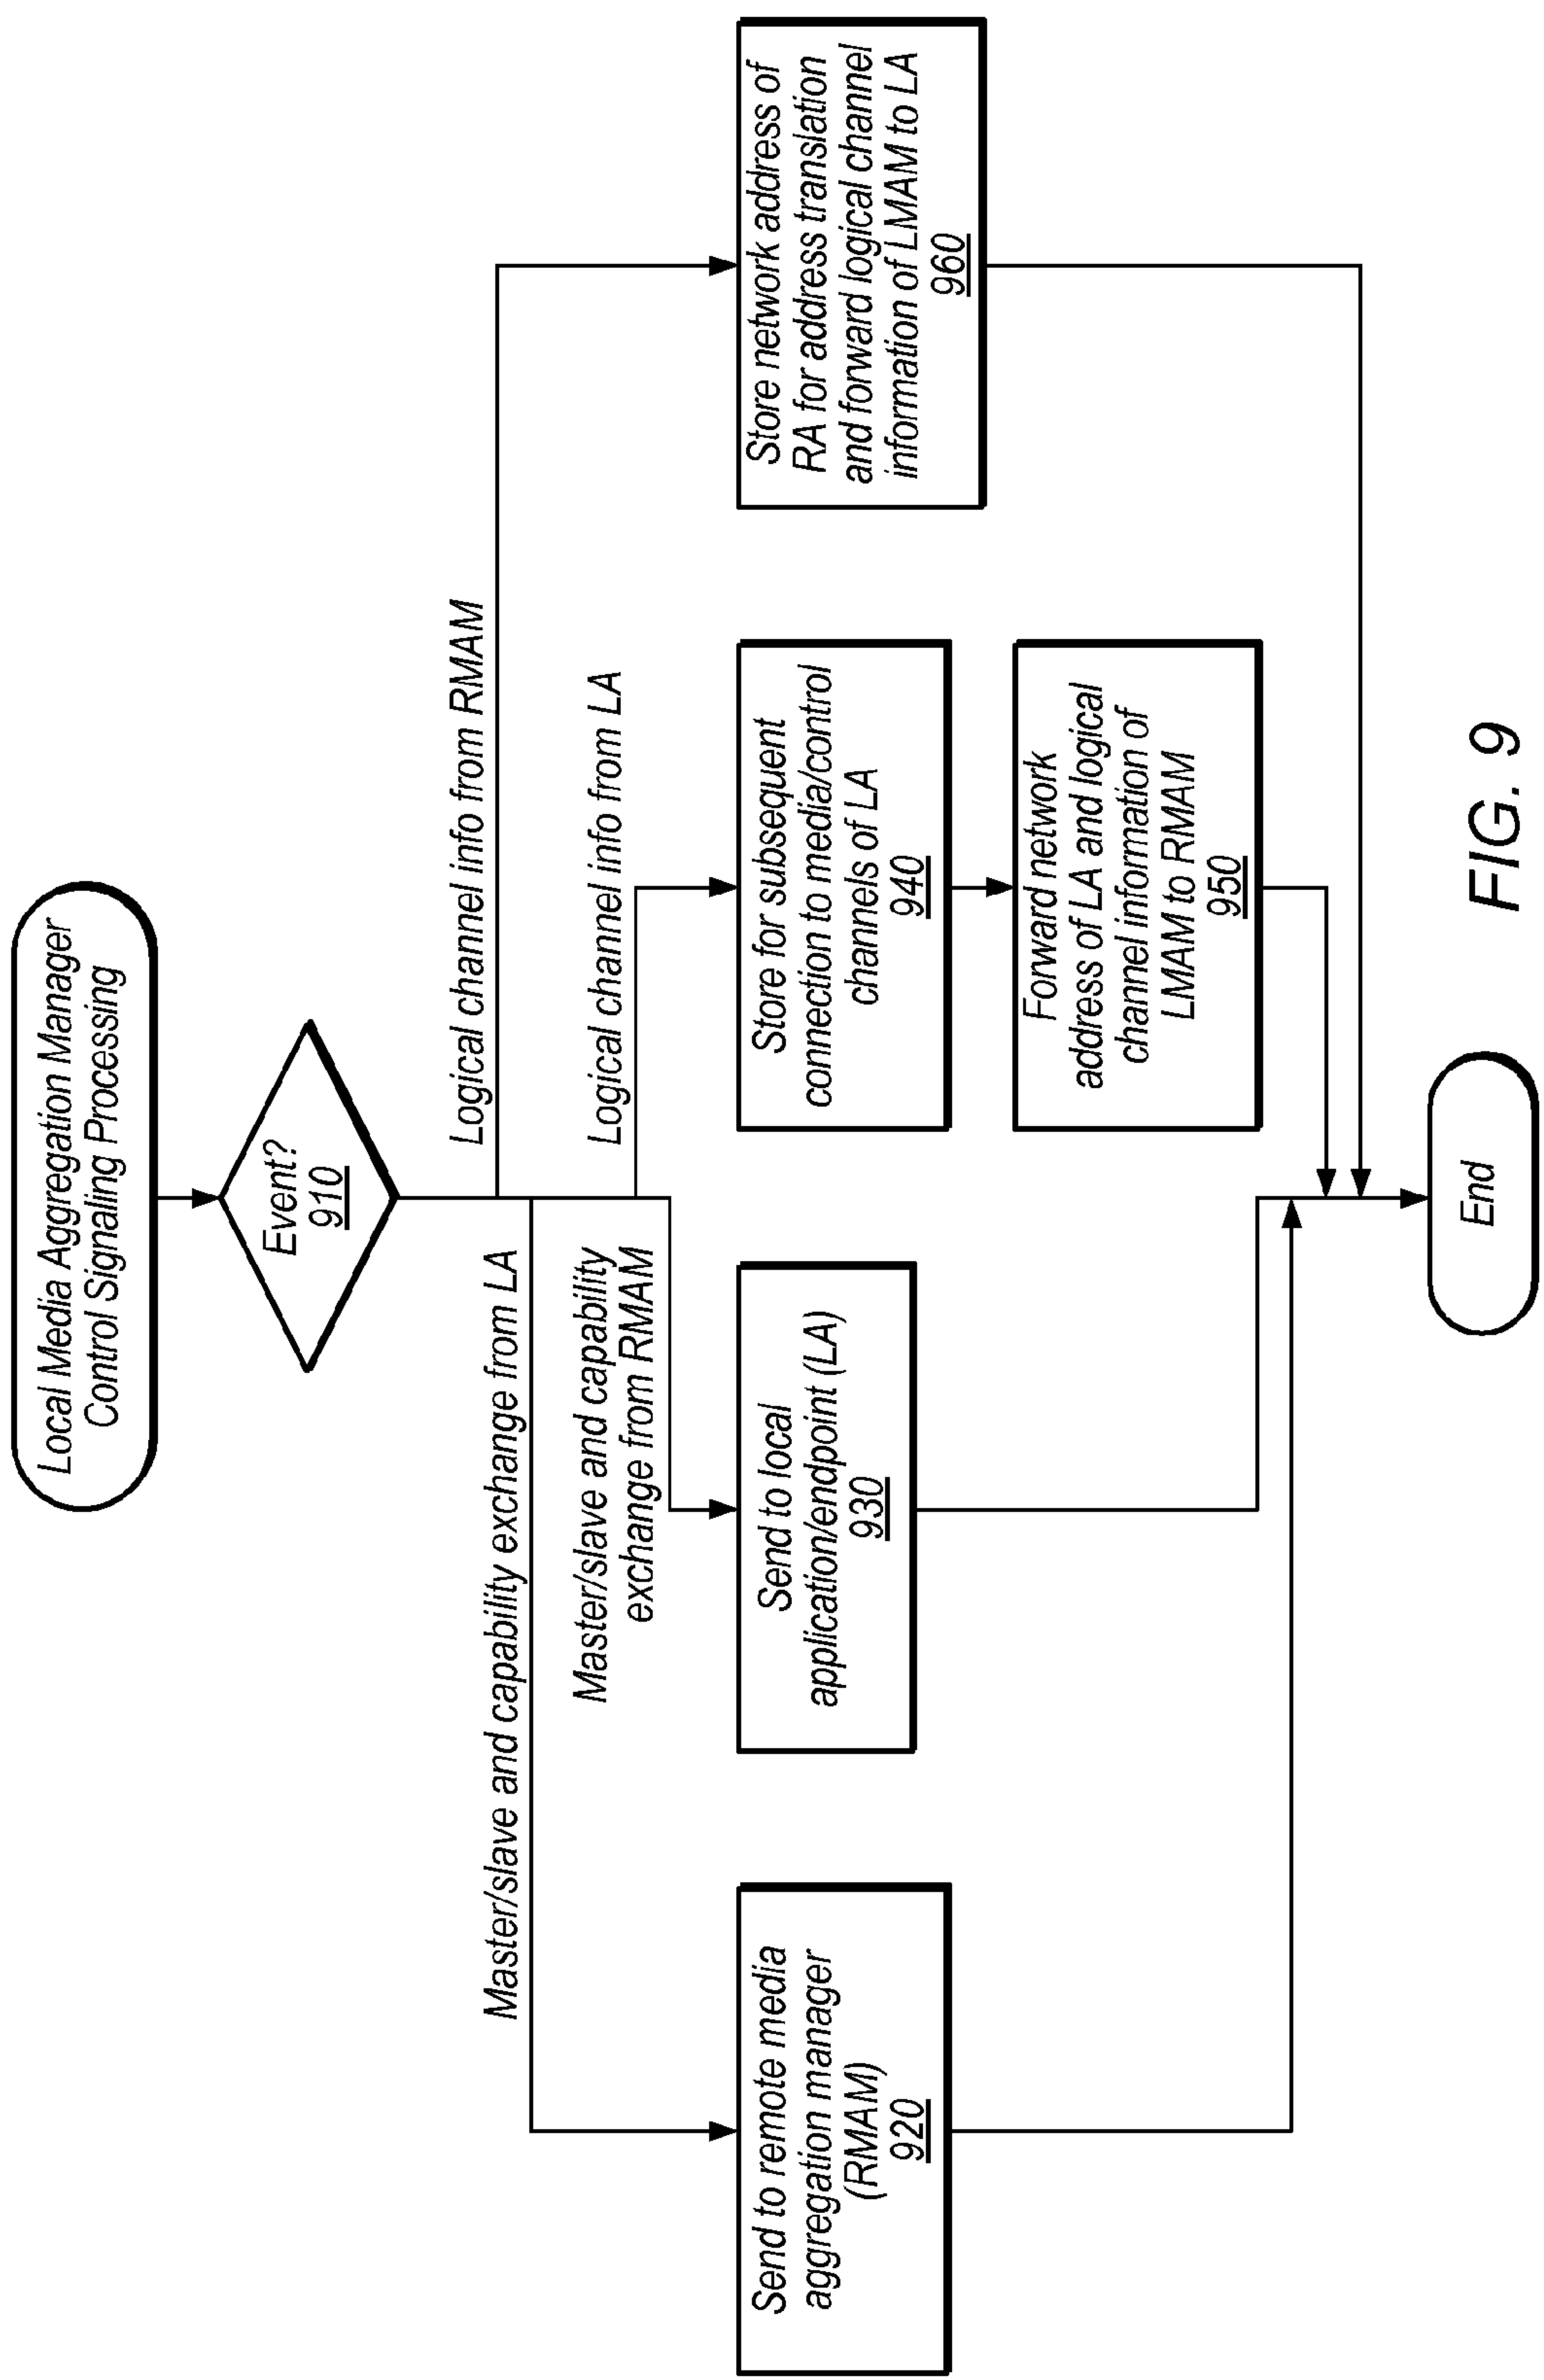 Local Media Aggregation Manager
Control Signaling Processing
Event?
910
Logical channel info from RMAM
Master/slave and capability exchange from LA
Logical channel info from LA
Master/slave and capability
exchange from RMAM
Send to remote media
aggregation manager
(RMAM)
920
Send to local
application/endpoint (LA)
930
Store for subsequent
connection to media/control
channels of LA
940
Forward network
address of LA and logical
channel information of
LMAM to RMAM
950
Store network address of
RA for address translation
and forward logical channel
information of LMAM to LA
960
End
FIG. 9